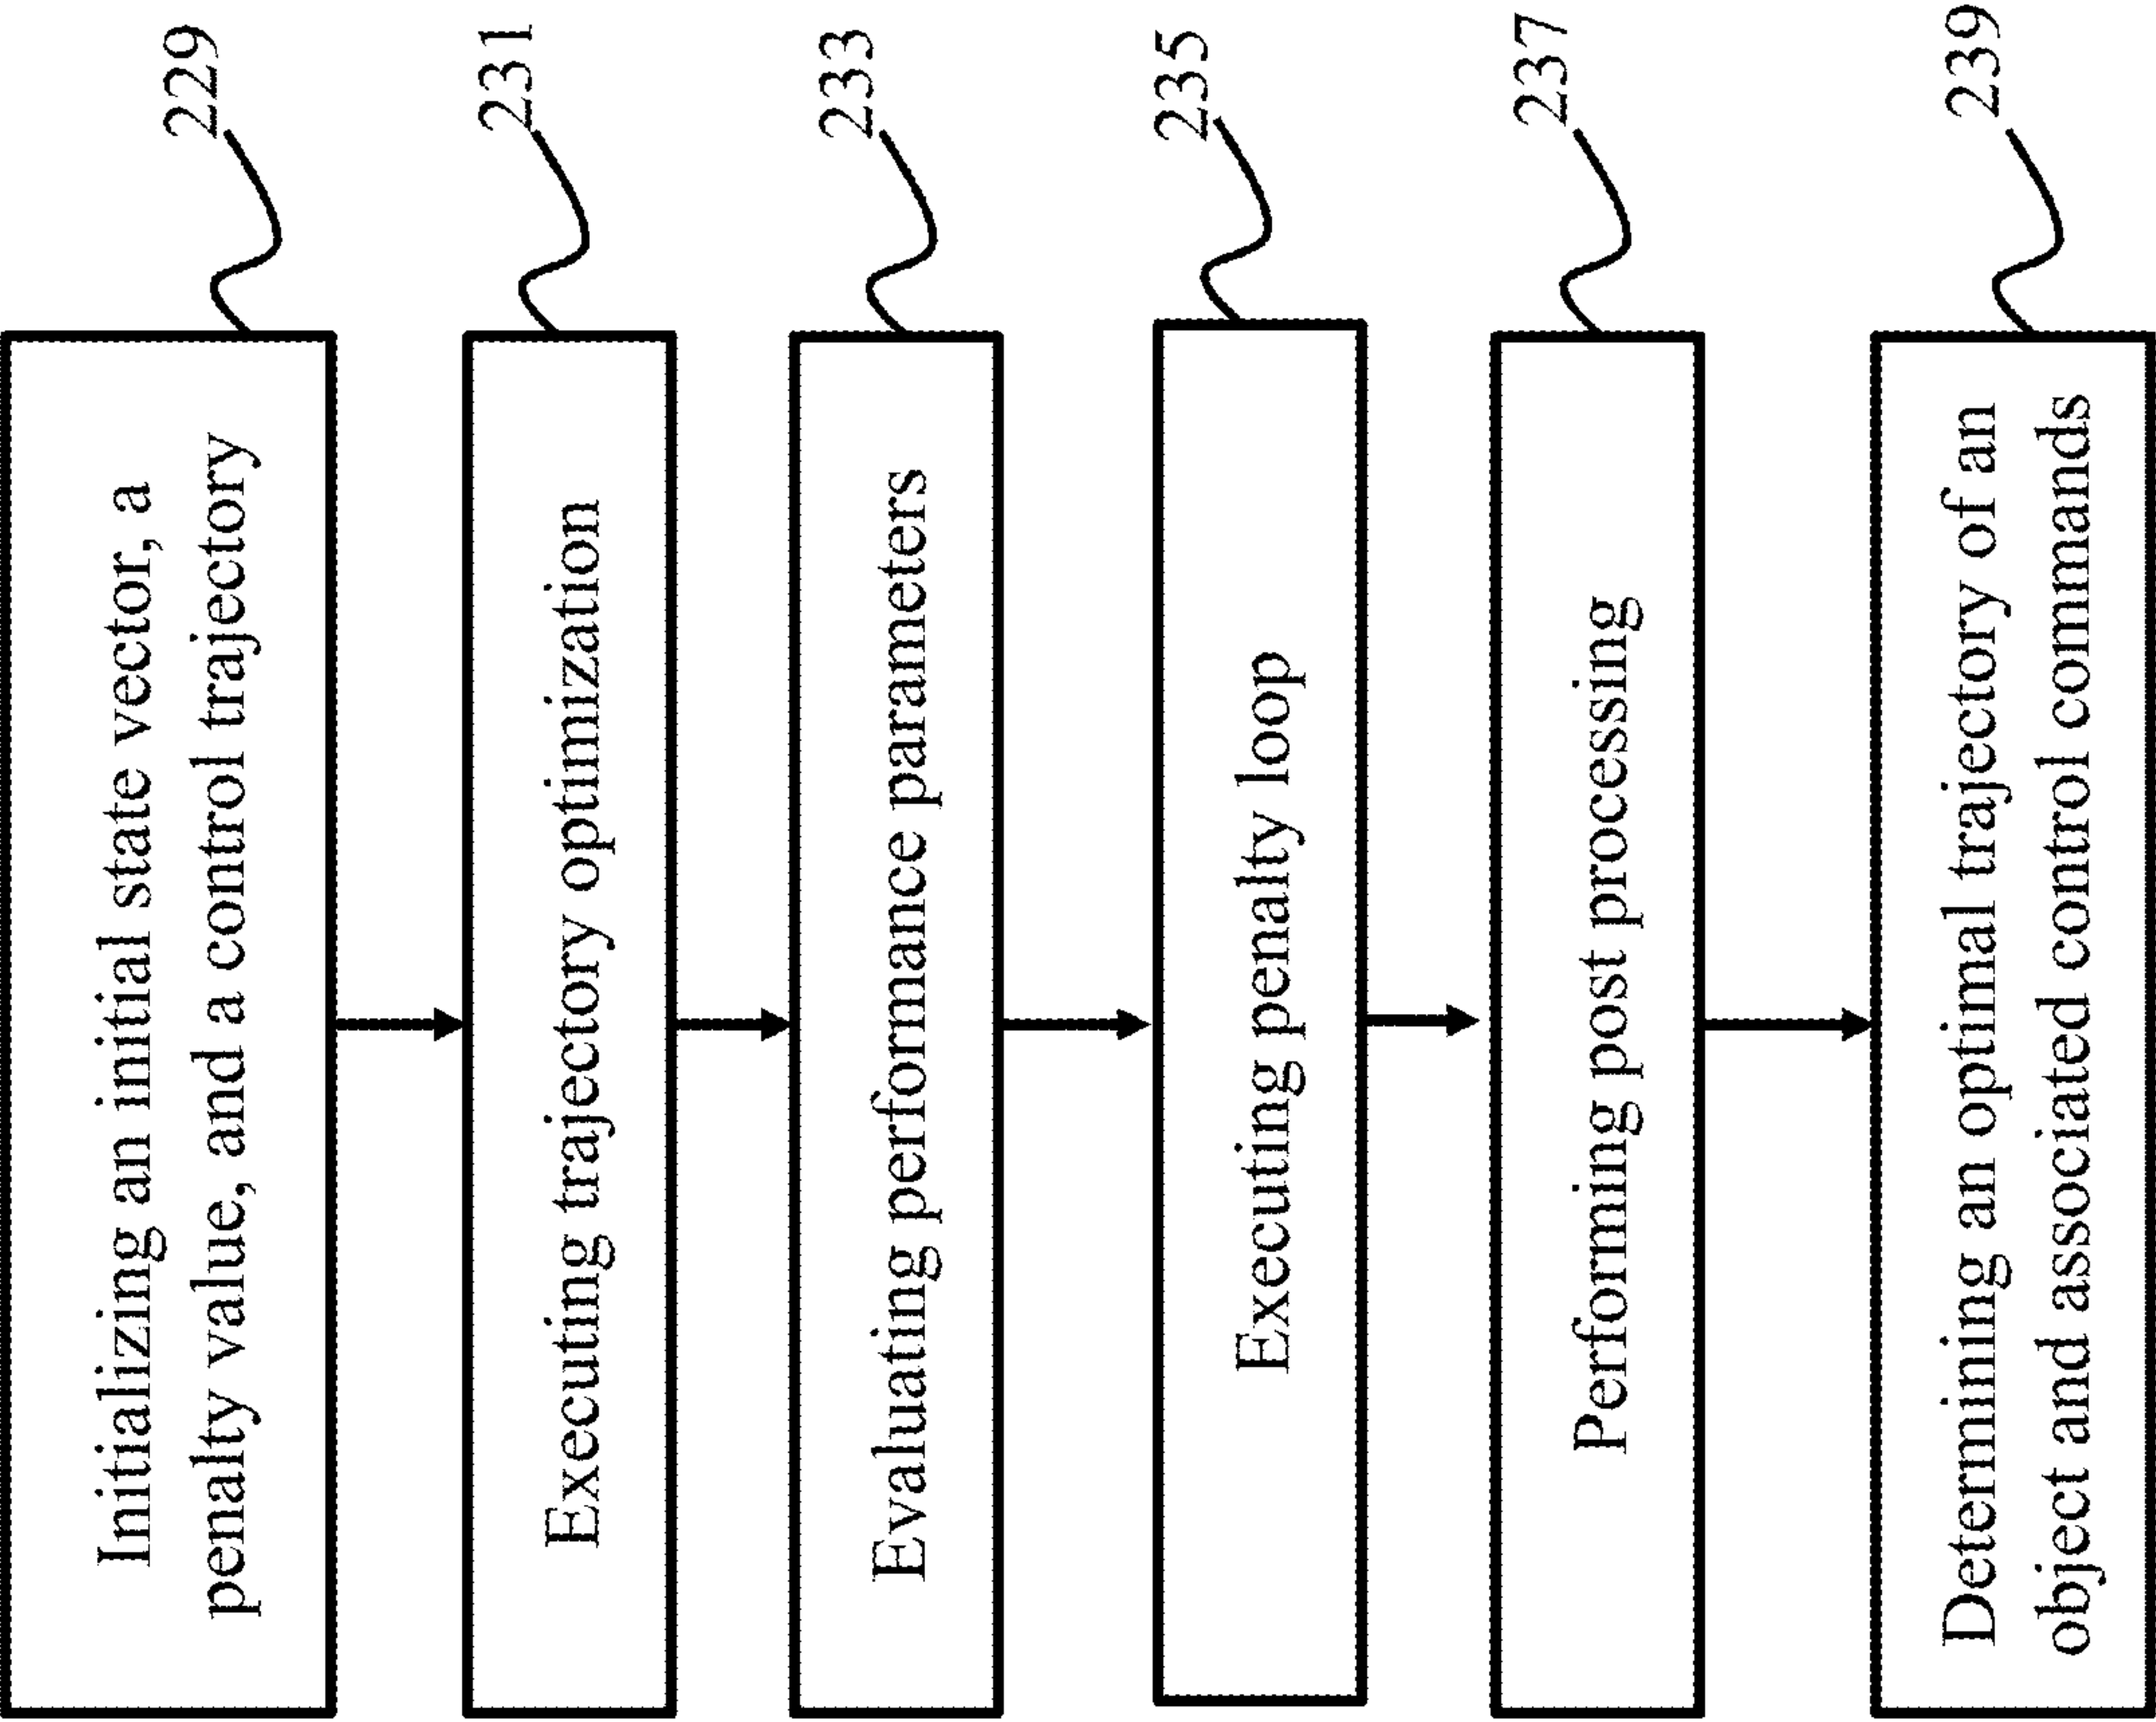 Initializing an initial state vector, a
penalty value, and a control trajectory
229
Executing trajectory optimization
231
Evaluating performance parameters
233
Executing penalty loop
235
Performing post processing
237
Determining an optimal trajectory of an
object and associated control commands
239